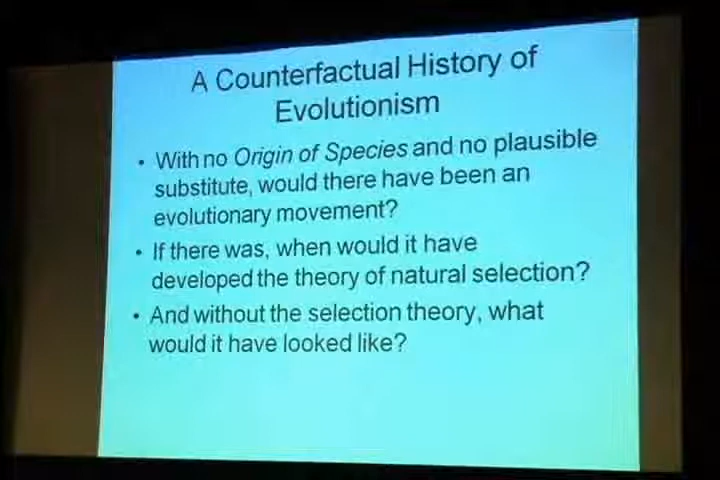 A Counterfactual History of
Evolutionism
• With no Origin of Species and no plausible
substitute, would there have been an
evolutionary movement?
• If there was, when would it have
developed the theory of natural selection?
• And without the selection theory, what
would it have looked like?